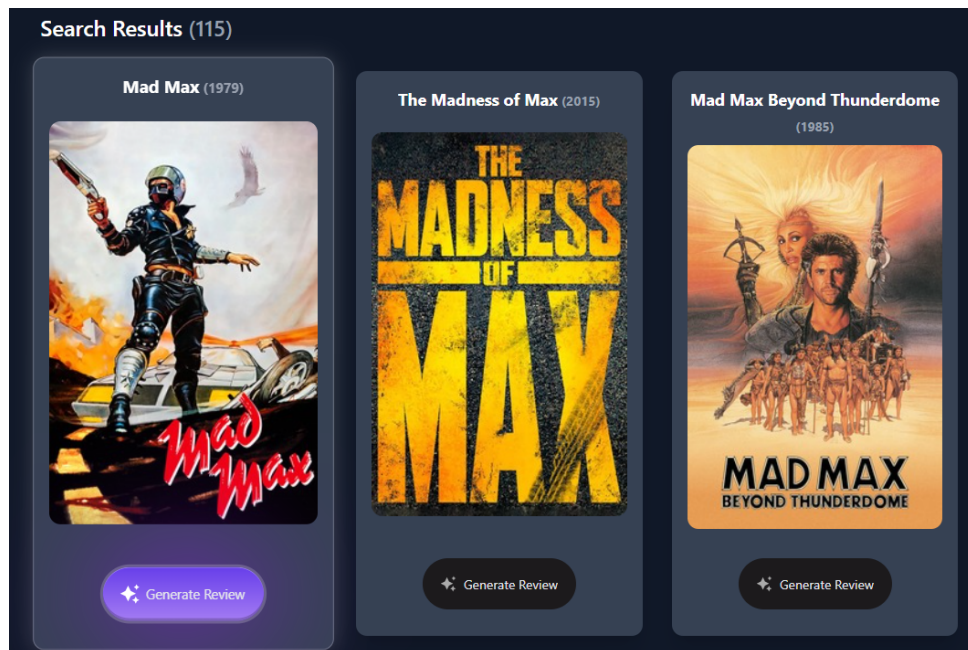 Search Results (115)
Mad Max (1979)
Mad
Max
Generate Review
The Madness of Max (2015)
THE
MADNESS
OF
MAX
Generate Review
Mad Max Beyond Thunderdome
(1985)
MAD MAX
BEYOND THUNDERDOME
Generate Review